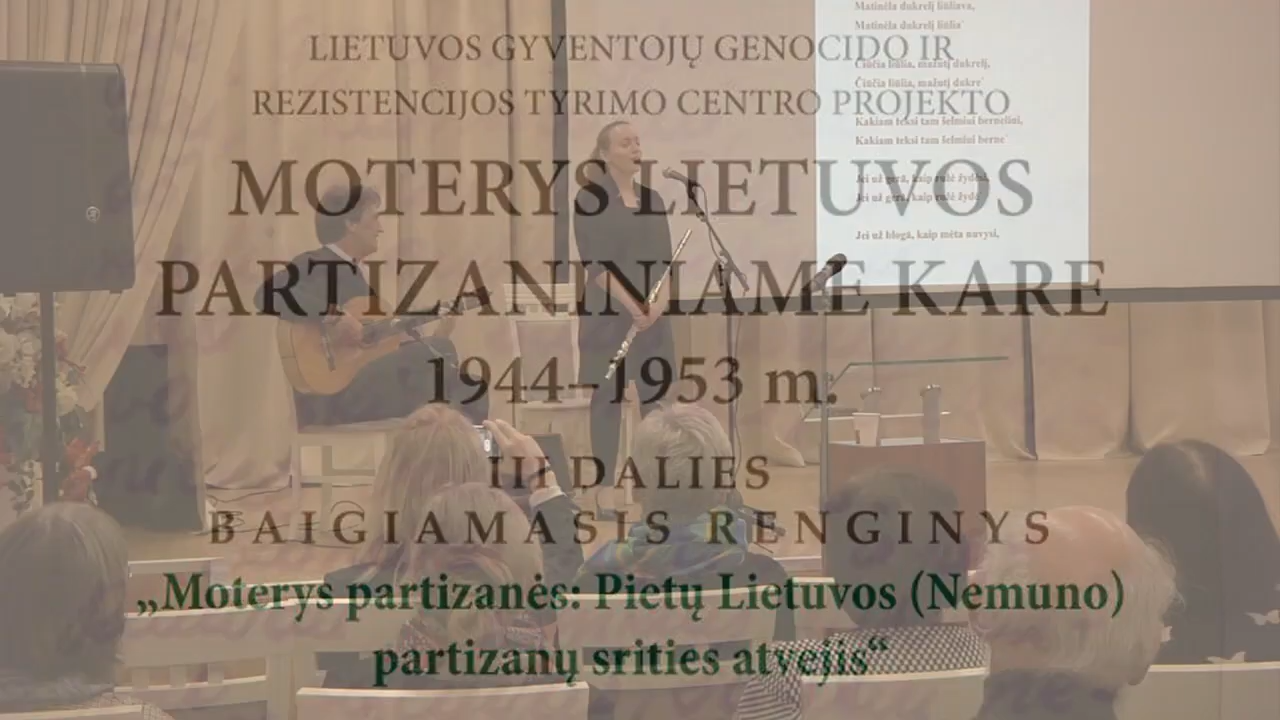 Matinėla dukrelį liūliava,
Matinėla dukrelį liūlia`
Čiūčia liūlia, mažutį dukrelį,
Čiūčia liūlia, mažutį dukre`
Kakiam teksi tam šelmiui bernelini,
Kakiam teksi tam šelmiui berne`
Jei už gerą, kaip rožė žydėsi,
Jei už gerą, kaip rožė žydė`
Jei už blogą, kaip mėta nuvysi,
LIETUVOS GYVENTOJŲ GENOCIDO IR
REZISTENCIJOS TYRIMO CENTRO PROJEKTO
MOTERYS LIETUVOS
PARTIZANINIAME KARE
1944–1953 m.
III DALIES
BAIGIAMASIS RENGINYS
„Moterys partizanės: Pietų Lietuvos (Nemuno)
partizanų srities atvejis“